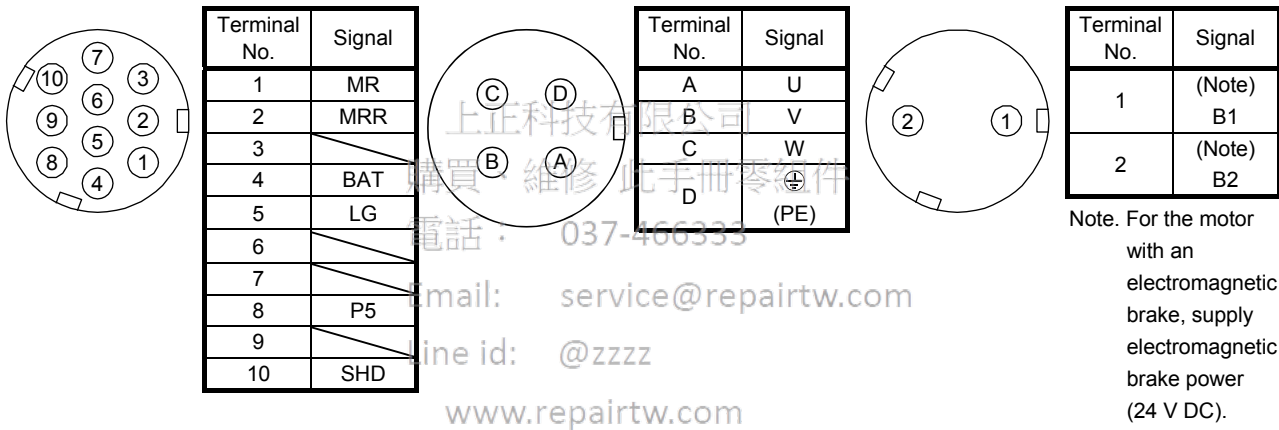 7
10
3
6
9
2
5
8
1
4
Terminal No. Signal
1 MR
2 MRR
3
4 BAT
5 LG
6
7
8 P5
9
10 SHD
C D
B A
Terminal No. Signal
A U
B V
C W
D (PE)
2 1
Terminal No. Signal
1 (Note) B1
2 (Note) B2
Note. For the motor
with an
electromagnetic
brake, supply
electromagnetic
brake power
(24 V DC).
上正科技有限公司
購買、維修 此手冊零組件
電話： 037-466333
Email: service@repairtw.com
Line id: @zzzz
www.repairtw.com